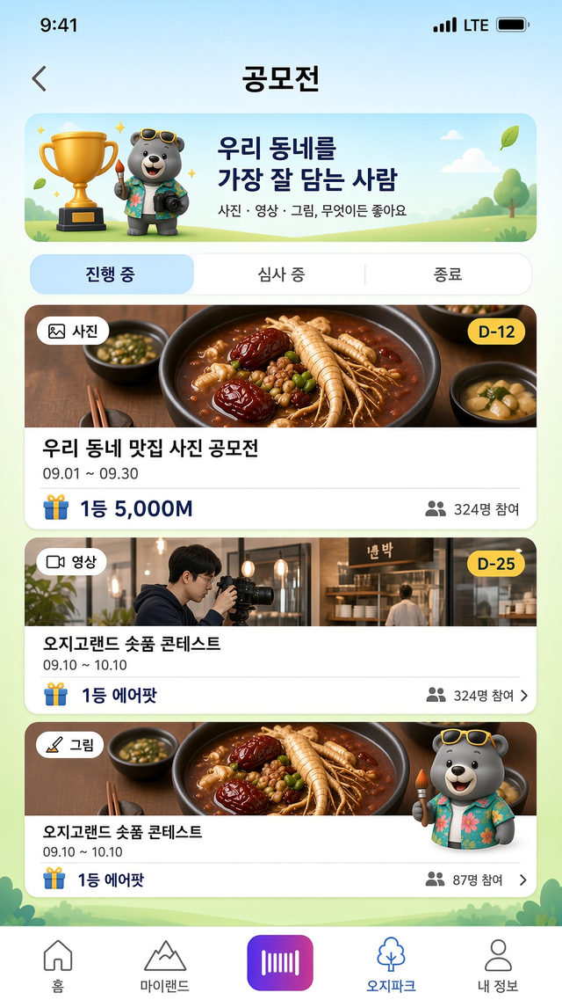 9:41
LTE
공모전
우리 동네를
가장 잘 담는 사람
사진 · 영상 · 그림, 무엇이든 좋아요
진행 중
심사 중
종료
사진
D-12
우리 동네 맛집 사진 공모전
09.01 ~ 09.30
1등 5,000M
324명 참여
영상
D-25
오지고랜드 숏폼 콘테스트
09.10 ~ 10.10
1등 에어팟
324명 참여
그림
오지고랜드 숏폼 콘테스트
09.10 ~ 10.10
1등 에어팟
87명 참여
홈
마이랜드
오지파크
내 정보